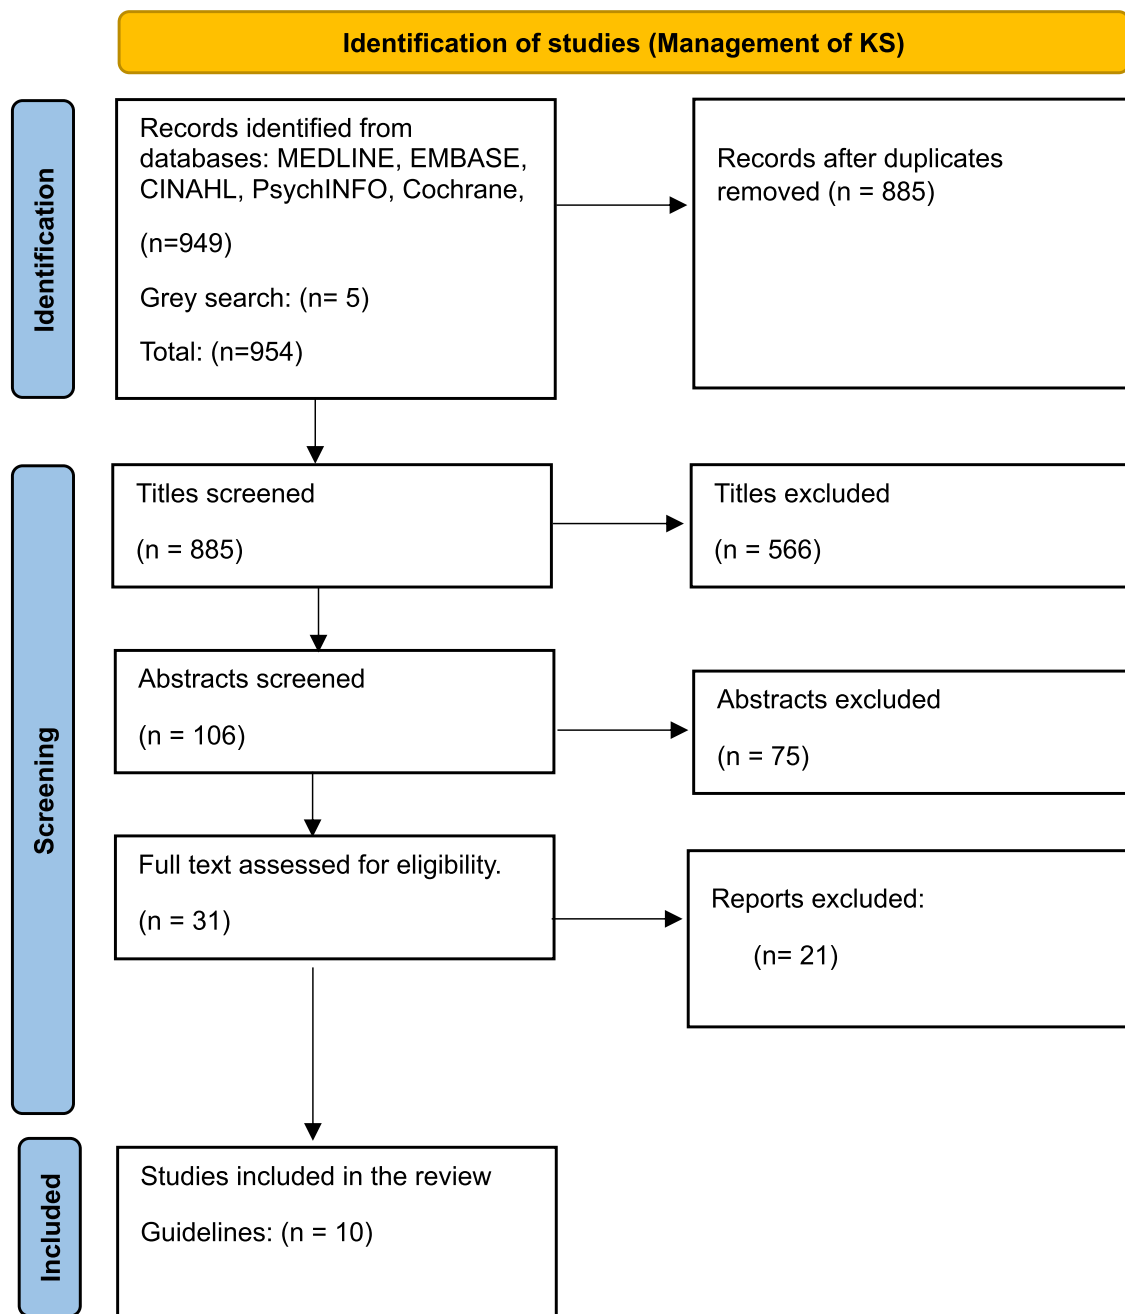 Identification of studies (Management of KS)
Identification
Records identified from
databases: MEDLINE, EMBASE,
CINAHL, PsychINFO, Cochrane,
(n=949)
Grey search: (n= 5)
Total: (n=954)
Records after duplicates
removed (n = 885)
Screening
Titles screened
(n = 885)
Titles excluded
(n = 566)
Abstracts screened
(n = 106)
Abstracts excluded
(n = 75)
Full text assessed for eligibility.
(n = 31)
Reports excluded:
(n= 21)
Included
Studies included in the review
Guidelines: (n = 10)